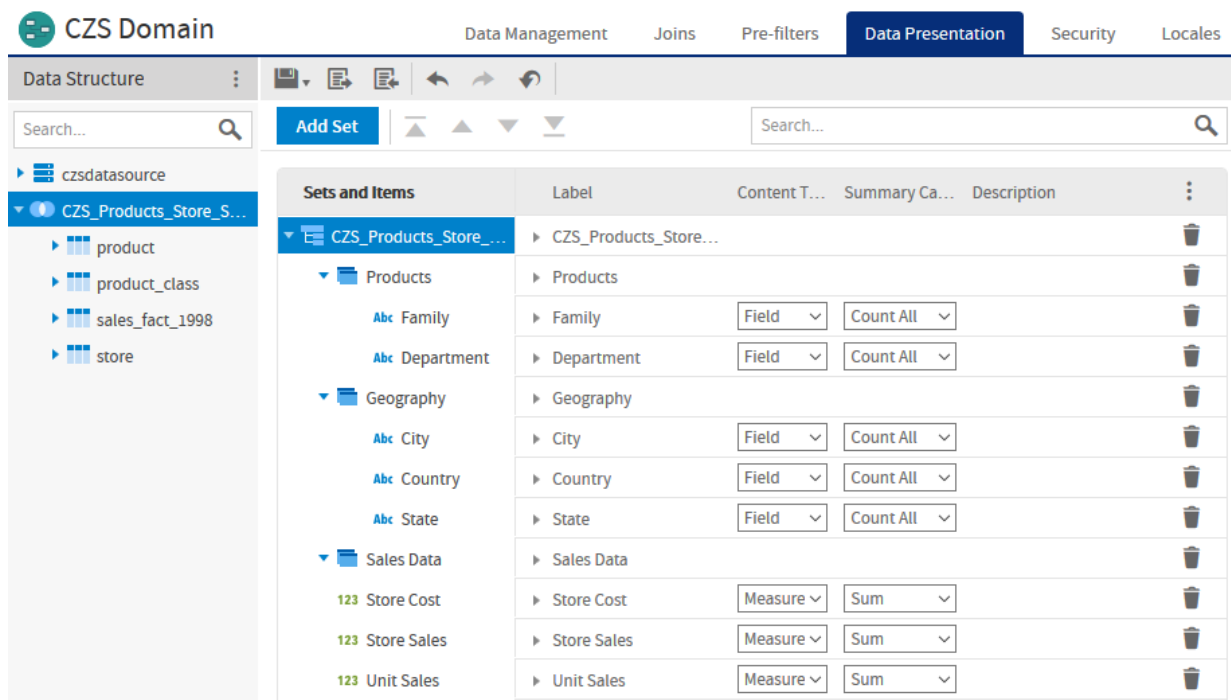 CZS Domain
Data Management Joins Pre-filters Data Presentation Security Locales
Data Structure
Search...
czsdatasource
CZS_Products_Store_S...
product
product_class
sales_fact_1998
store
Add Set
Search...
Sets and Items Label Content T... Summary Ca... Description
CZS_Products_Store_... CZS_Products_Store...
Products Products
Abc Family Family Field Count All
Abc Department Department Field Count All
Geography Geography
Abc City City Field Count All
Abc Country Country Field Count All
Abc State State Field Count All
Sales Data Sales Data
123 Store Cost Store Cost Measure Sum
123 Store Sales Store Sales Measure Sum
123 Unit Sales Unit Sales Measure Sum